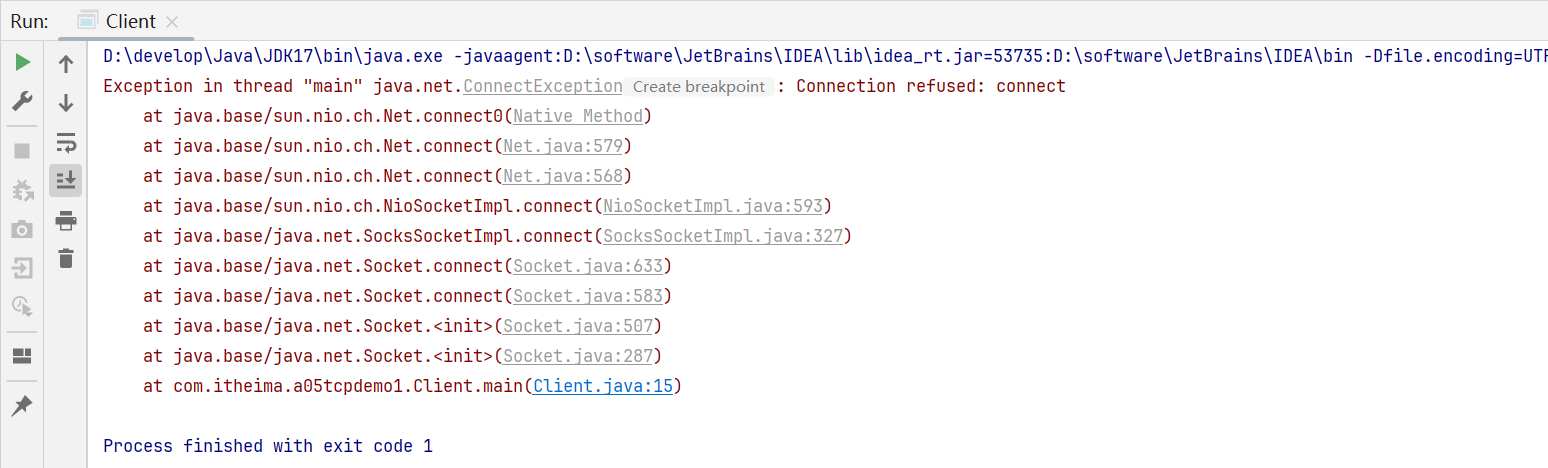 Run: Client
D:\develop\Java\JDK17\bin\java.exe -javaagent:D:\software\JetBrains\IDEA\lib\idea_rt.jar=53735:D:\software\JetBrains\IDEA\bin -Dfile.encoding=UTF
Exception in thread "main" java.net.ConnectException Create breakpoint : Connection refused: connect
at java.base/sun.nio.ch.Net.connect0(Native Method)
at java.base/sun.nio.ch.Net.connect(Net.java:579)
at java.base/sun.nio.ch.Net.connect(Net.java:568)
at java.base/sun.nio.ch.NioSocketImpl.connect(NioSocketImpl.java:593)
at java.base/java.net.SocksSocketImpl.connect(SocksSocketImpl.java:327)
at java.base/java.net.Socket.connect(Socket.java:633)
at java.base/java.net.Socket.connect(Socket.java:583)
at java.base/java.net.Socket.<init>(Socket.java:507)
at java.base/java.net.Socket.<init>(Socket.java:287)
at com.itheima.a05tcpdemo1.Client.main(Client.java:15)
Process finished with exit code 1